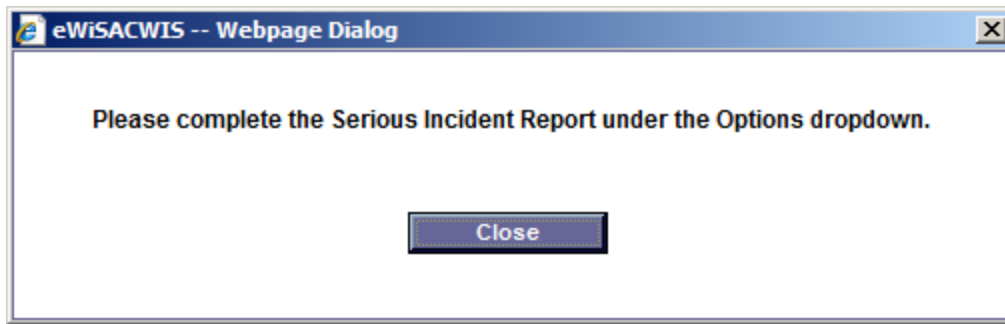 eWiSACWIS -- Webpage Dialog
Please complete the Serious Incident Report under the Options dropdown.
Close